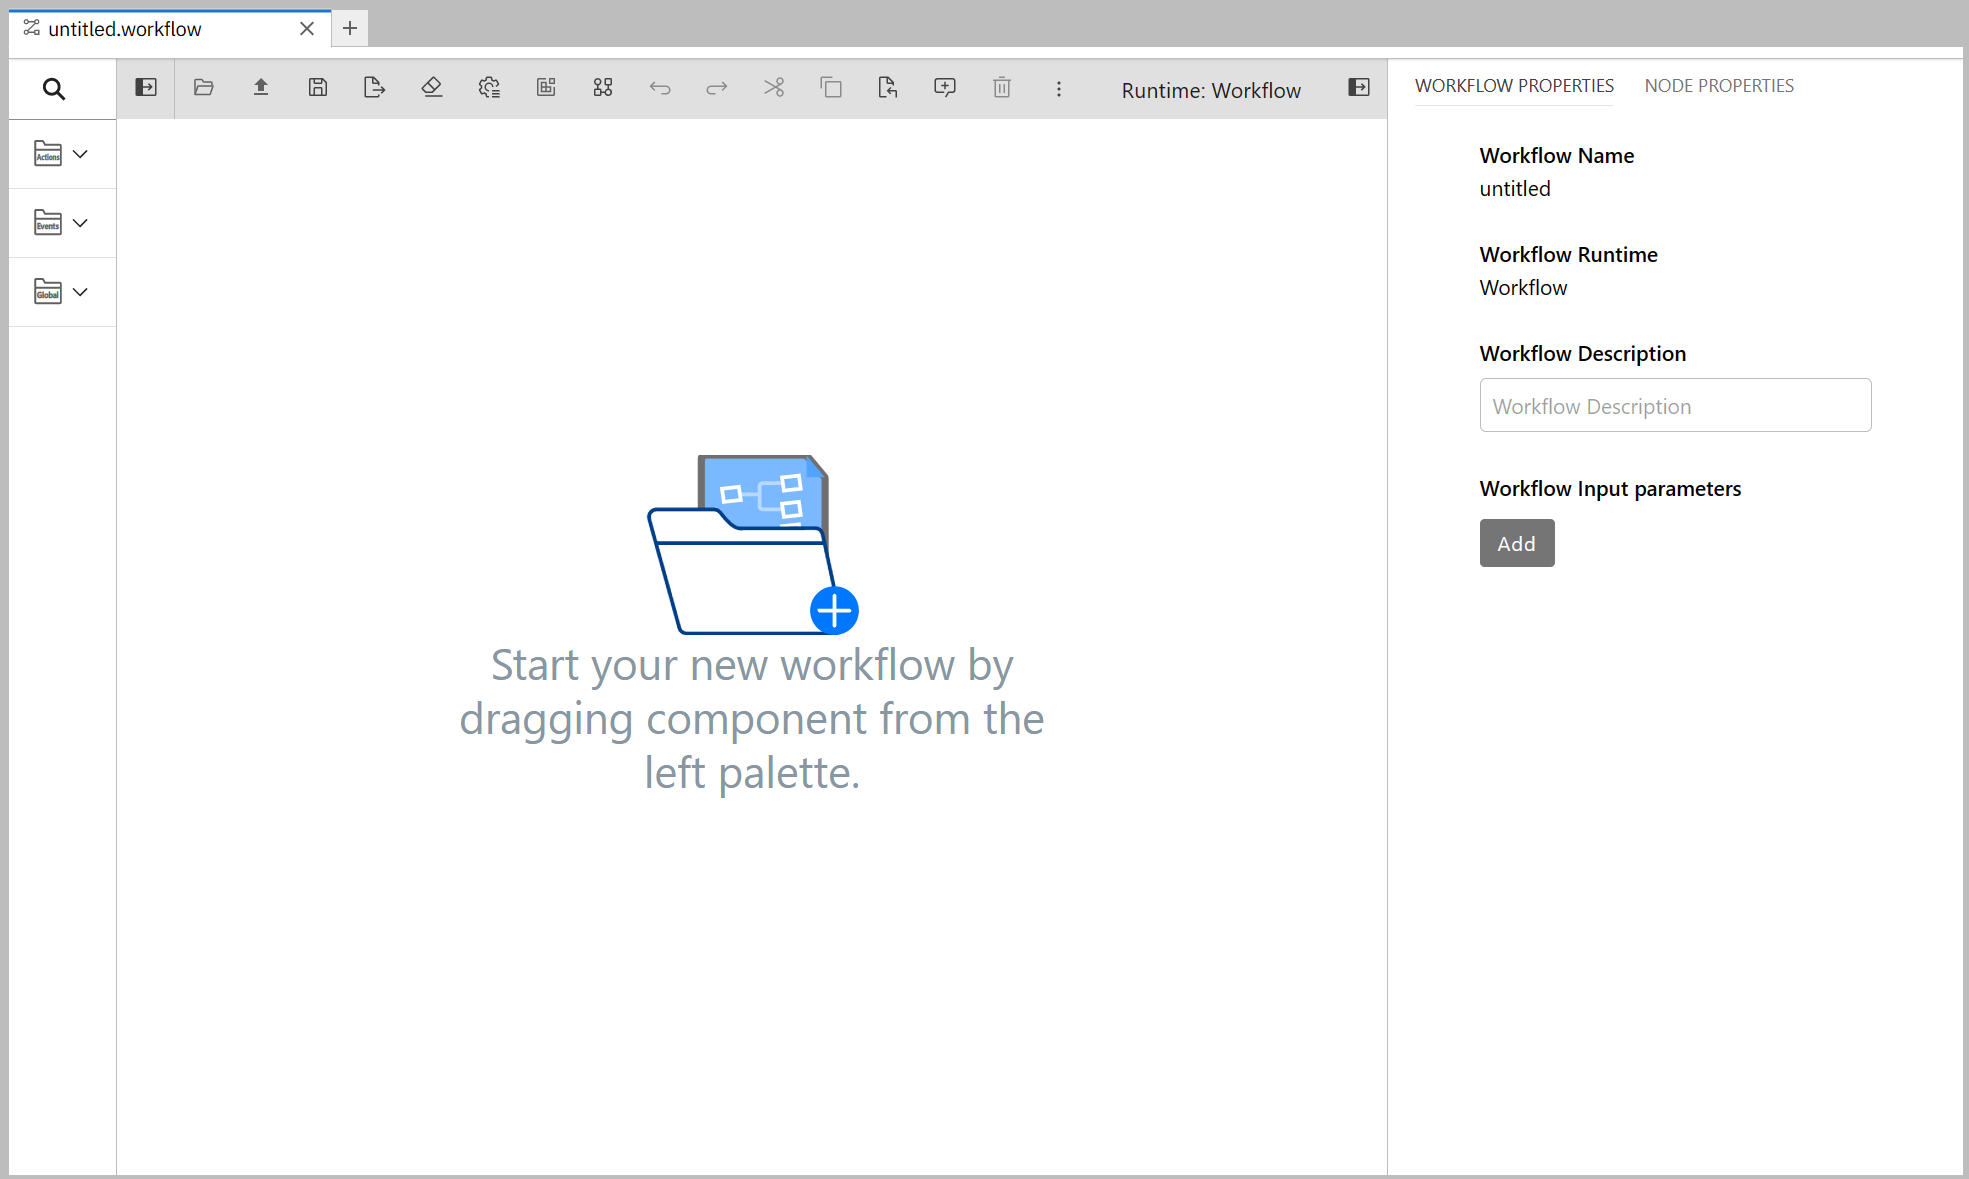 untitled.workflow
Runtime: Workflow
WORKFLOW PROPERTIES NODE PROPERTIES
Actions
Events
Global
Start your new workflow by
dragging component from the
left palette.
Workflow Name
untitled
Workflow Runtime
Workflow
Workflow Description
Workflow Description
Workflow Input parameters
Add